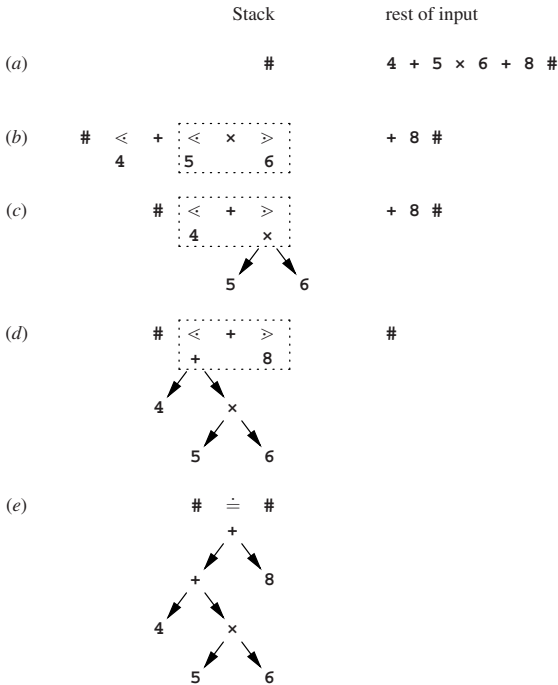 Stack rest of input
(a) # 4 + 5 × 6 + 8 #
(b) # ⋖ + ⋖ × ⋗ + 8 #
4 5 6
(c) # ⋖ + ⋗ + 8 #
4 ×
5 6
(d) # ⋖ + ⋗ #
+ 8
4 ×
5 6
(e) # ≐ #
+
+ 8
4 ×
5 6